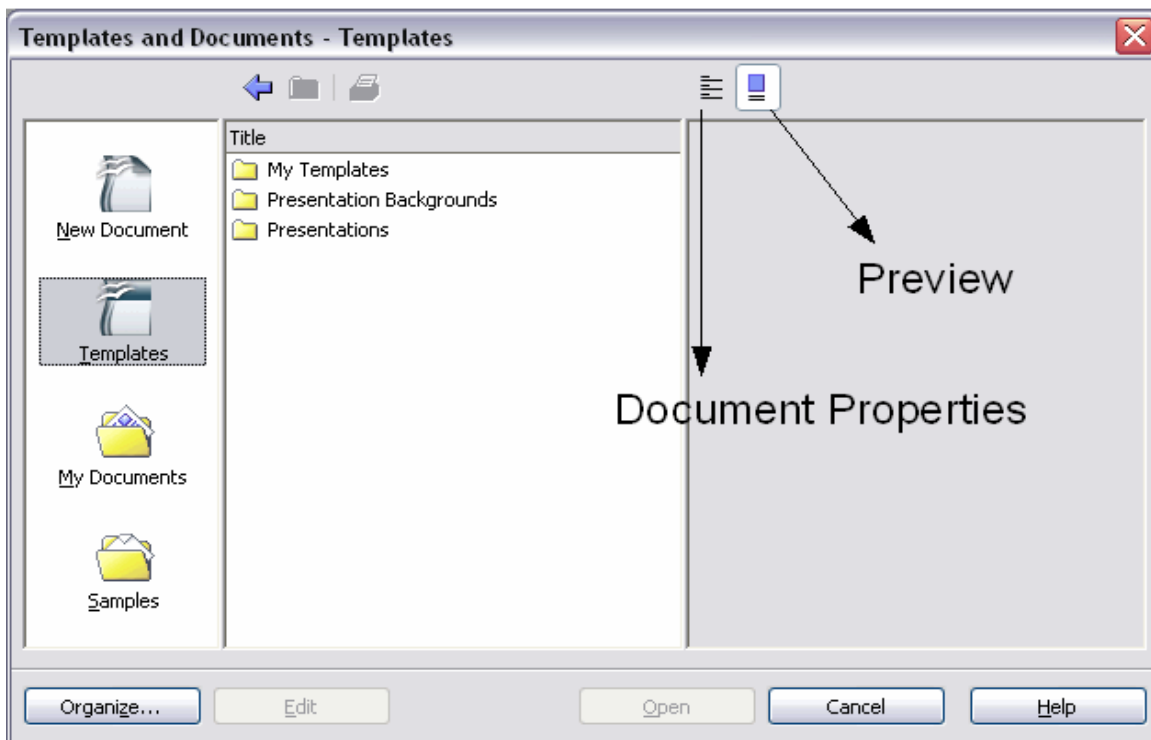 Templates and Documents - Templates
Title
My Templates
Presentation Backgrounds
Presentations
New Document
Templates
My Documents
Samples
Preview
Document Properties
Organize...
Edit
Open
Cancel
Help